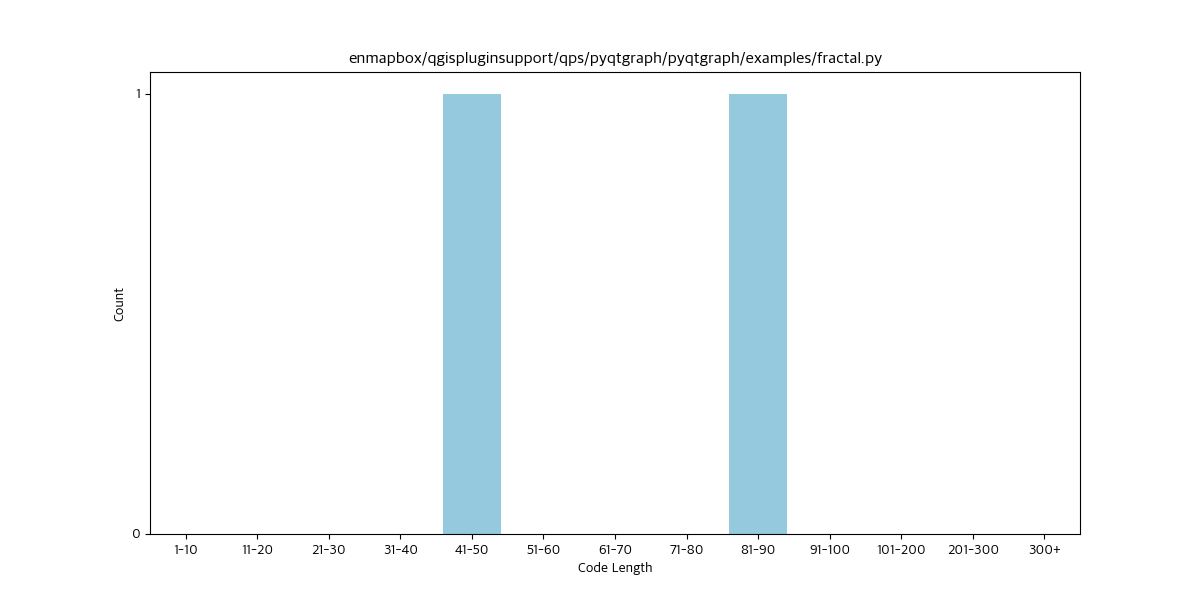 enmapbox/qgispluginsupport/qps/pyqtgraph/pyqtgraph/examples/fractal.py
1
Count
0
1-10 11-20 21-30 31-40 41-50 51-60 61-70 71-80 81-90 91-100 101-200 201-300 300+
Code Length